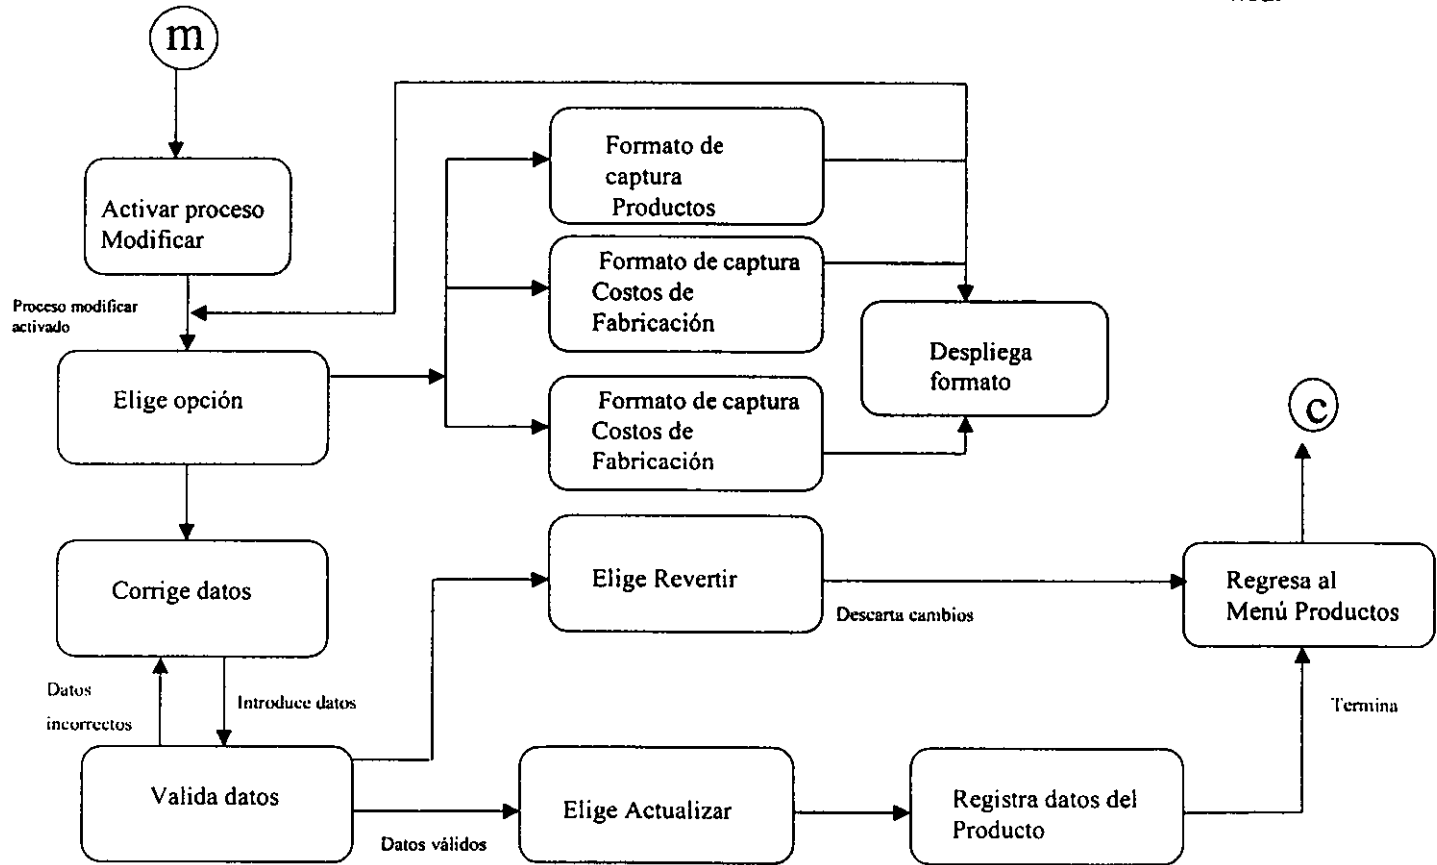 m
Activar proceso
Modificar
Proceso modificar
activado
Elige opción
Formato de
captura
Productos
Formato de captura
Costos de
Fabricación
Formato de captura
Costos de
Fabricación
Despliega
formato
c
Corrige datos
Elige Revertir
Descarta cambios
Regresa al
Menú Productos
Datos
incorrectos
Introduce datos
Termina
Valida datos
Datos válidos
Elige Actualizar
Registra datos del
Producto